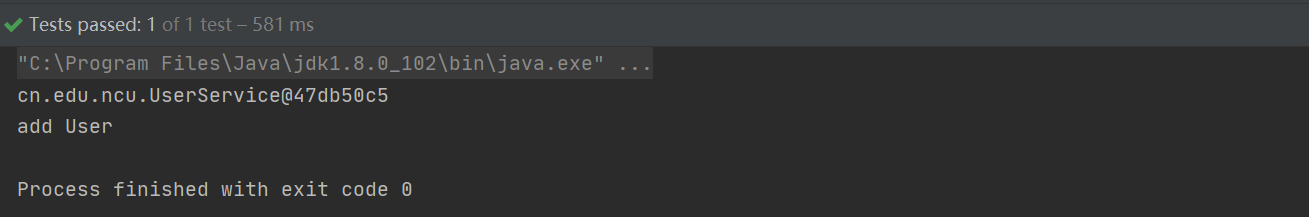 Tests passed: 1 of 1 test – 581 ms
"C:\Program Files\Java\jdk1.8.0_102\bin\java.exe" ...
cn.edu.ncu.UserService@47db50c5
add User
Process finished with exit code 0